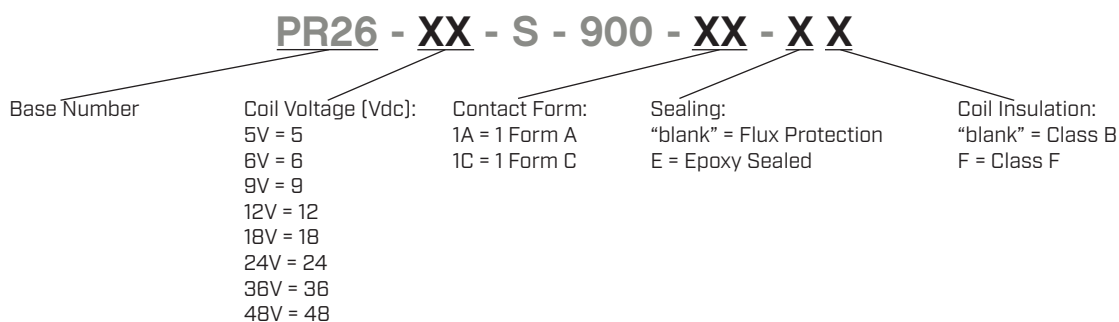 PR26 - XX - S - 900 - XX - X X
Base Number
Coil Voltage (Vdc):
5V = 5
6V = 6
9V = 9
12V = 12
18V = 18
24V = 24
36V = 36
48V = 48
Contact Form:
1A = 1 Form A
1C = 1 Form C
Sealing:
“blank” = Flux Protection
E = Epoxy Sealed
Coil Insulation:
“blank” = Class B
F = Class F